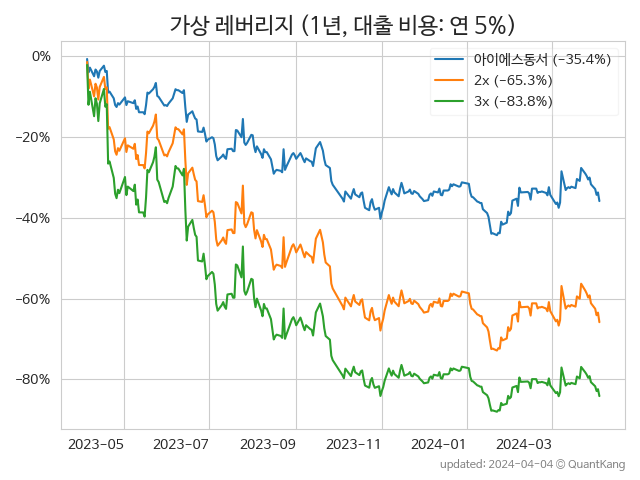 가상 레버리지 (1년, 대출 비용: 연 5%)
아이에스동서 (−35.4%)
2x (−65.3%)
3x (−83.8%)
0%
−20%
−40%
−60%
−80%
2023-05 2023-07 2023-09 2023-11 2024-01 2024-03
updated: 2024-04-04 © QuantKang